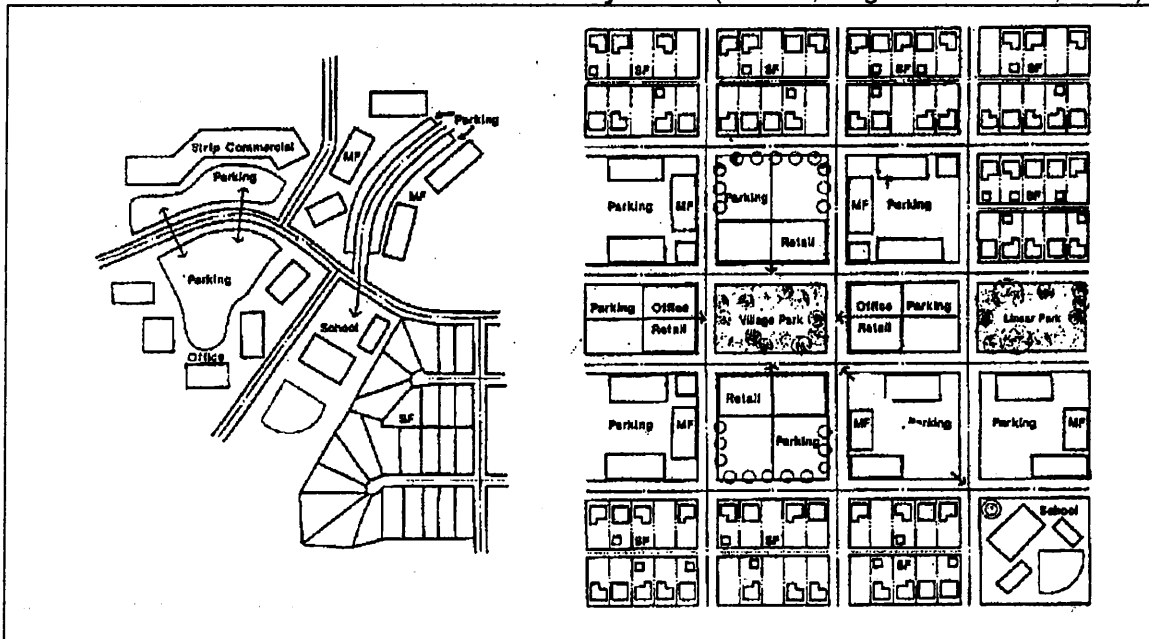 Strip Commercial
Parking
MF
Parking
MF
Parking
Office
School
SF
SF
SF
SF
SF
Parking
MF
Parking
Retail
MF
Parking
SF
Parking
Office
Retail
Village Park
Office
Parking
Retail
Linear Park
Parking
MF
Retail
Parking
MF
Parking
Parking
MF
SF
SF
SF
School